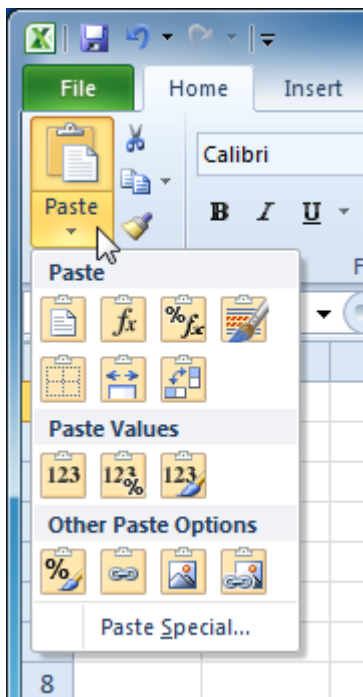 File Home Insert
Calibri
Paste
B I U
F
Paste
fx %fx
Paste Values
123 123% 123
Other Paste Options
%
Paste Special...
8